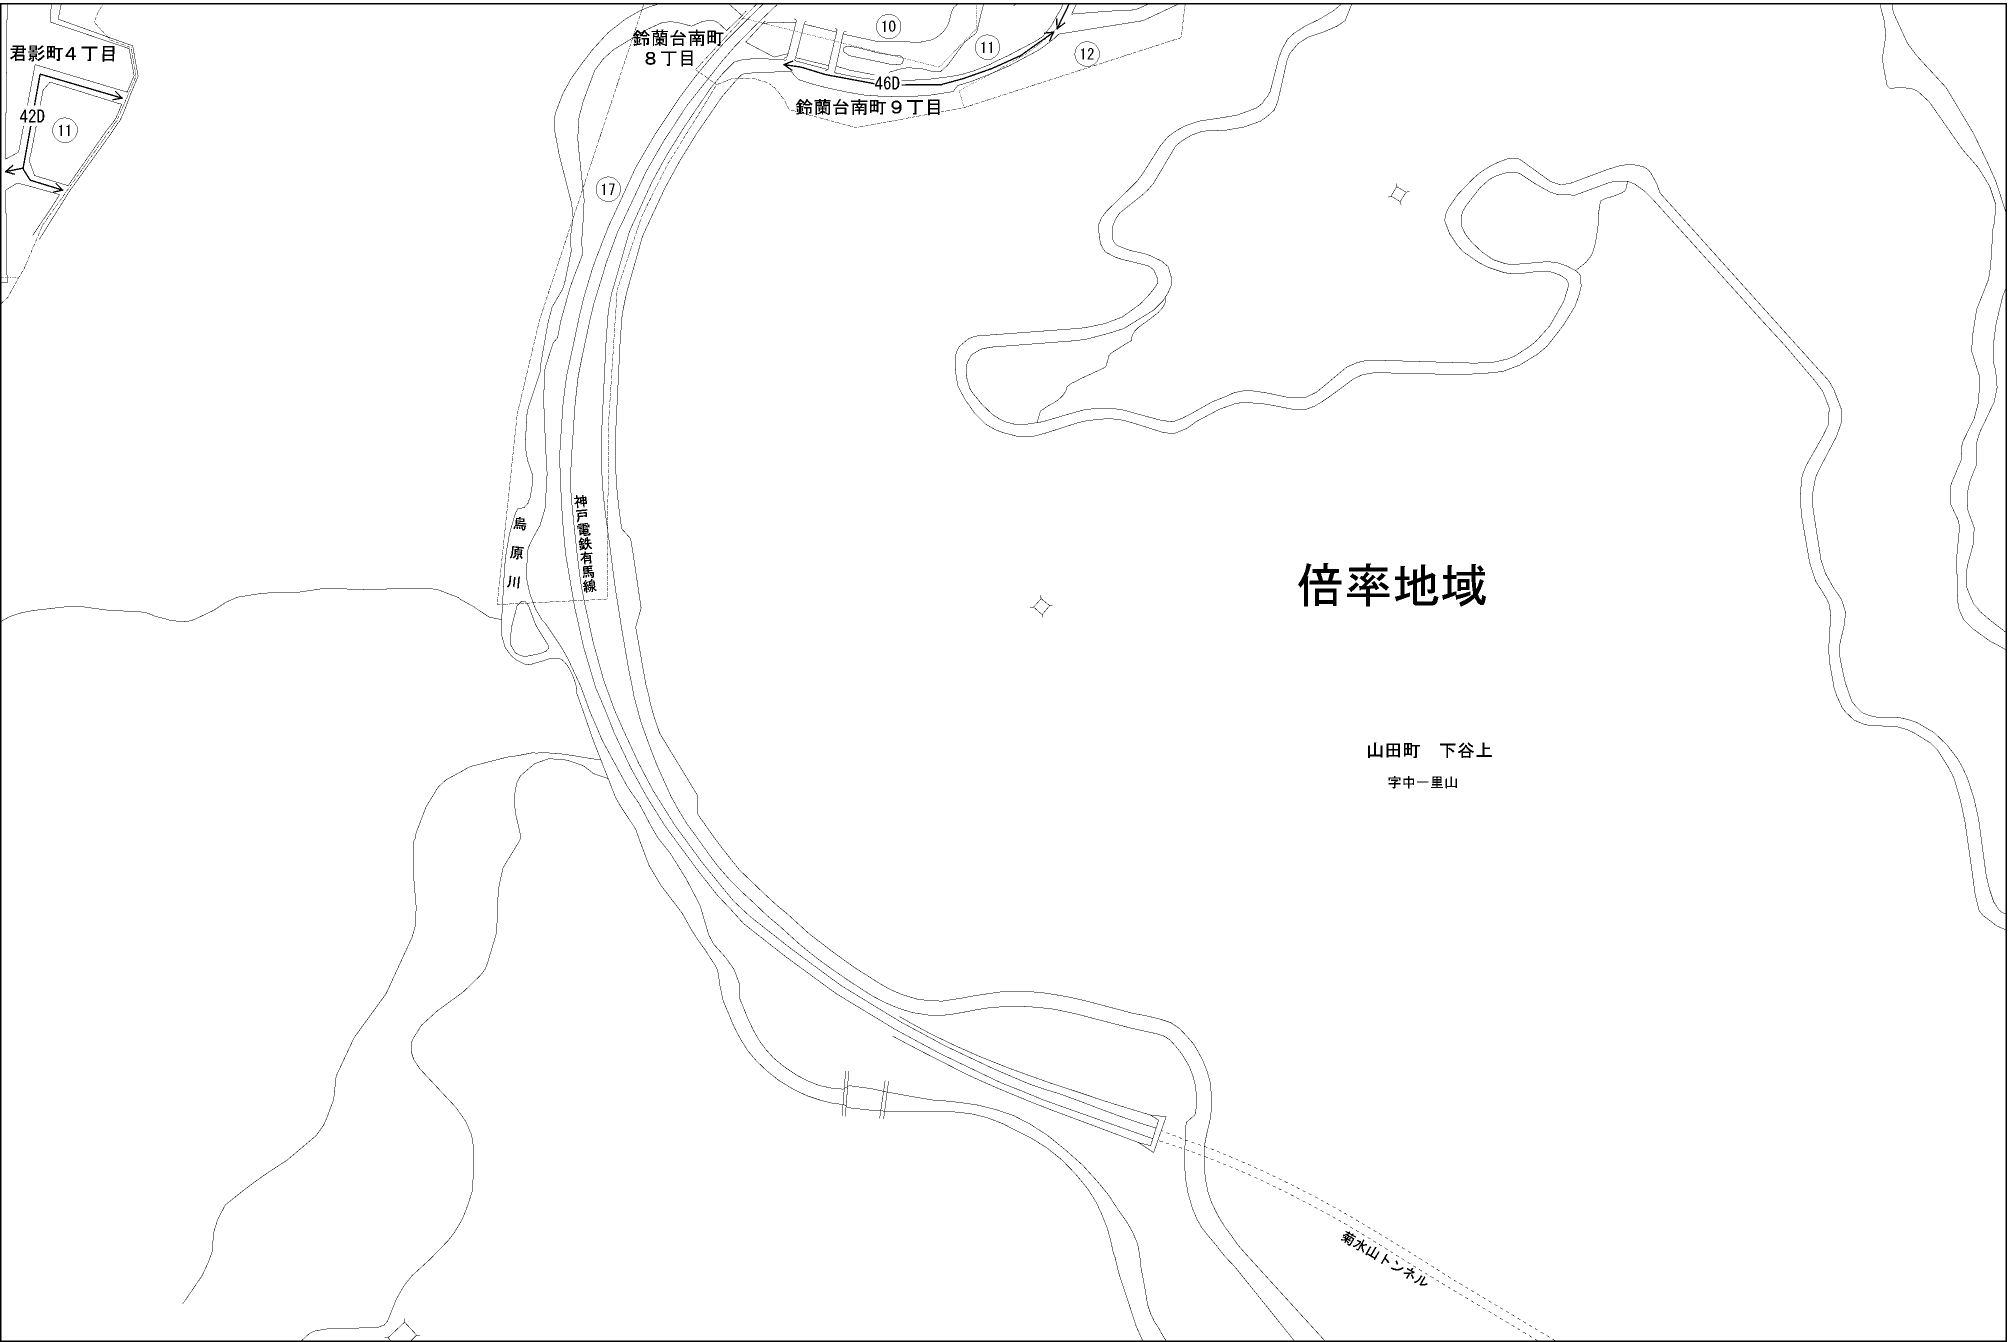 君影町４丁目
42D
11
鈴蘭台南町
８丁目
10
11
12
46D
鈴蘭台南町９丁目
17
烏原川
神戸電鉄有馬線
倍率地域
山田町　下谷上
字中一里山
菊水山トンネル